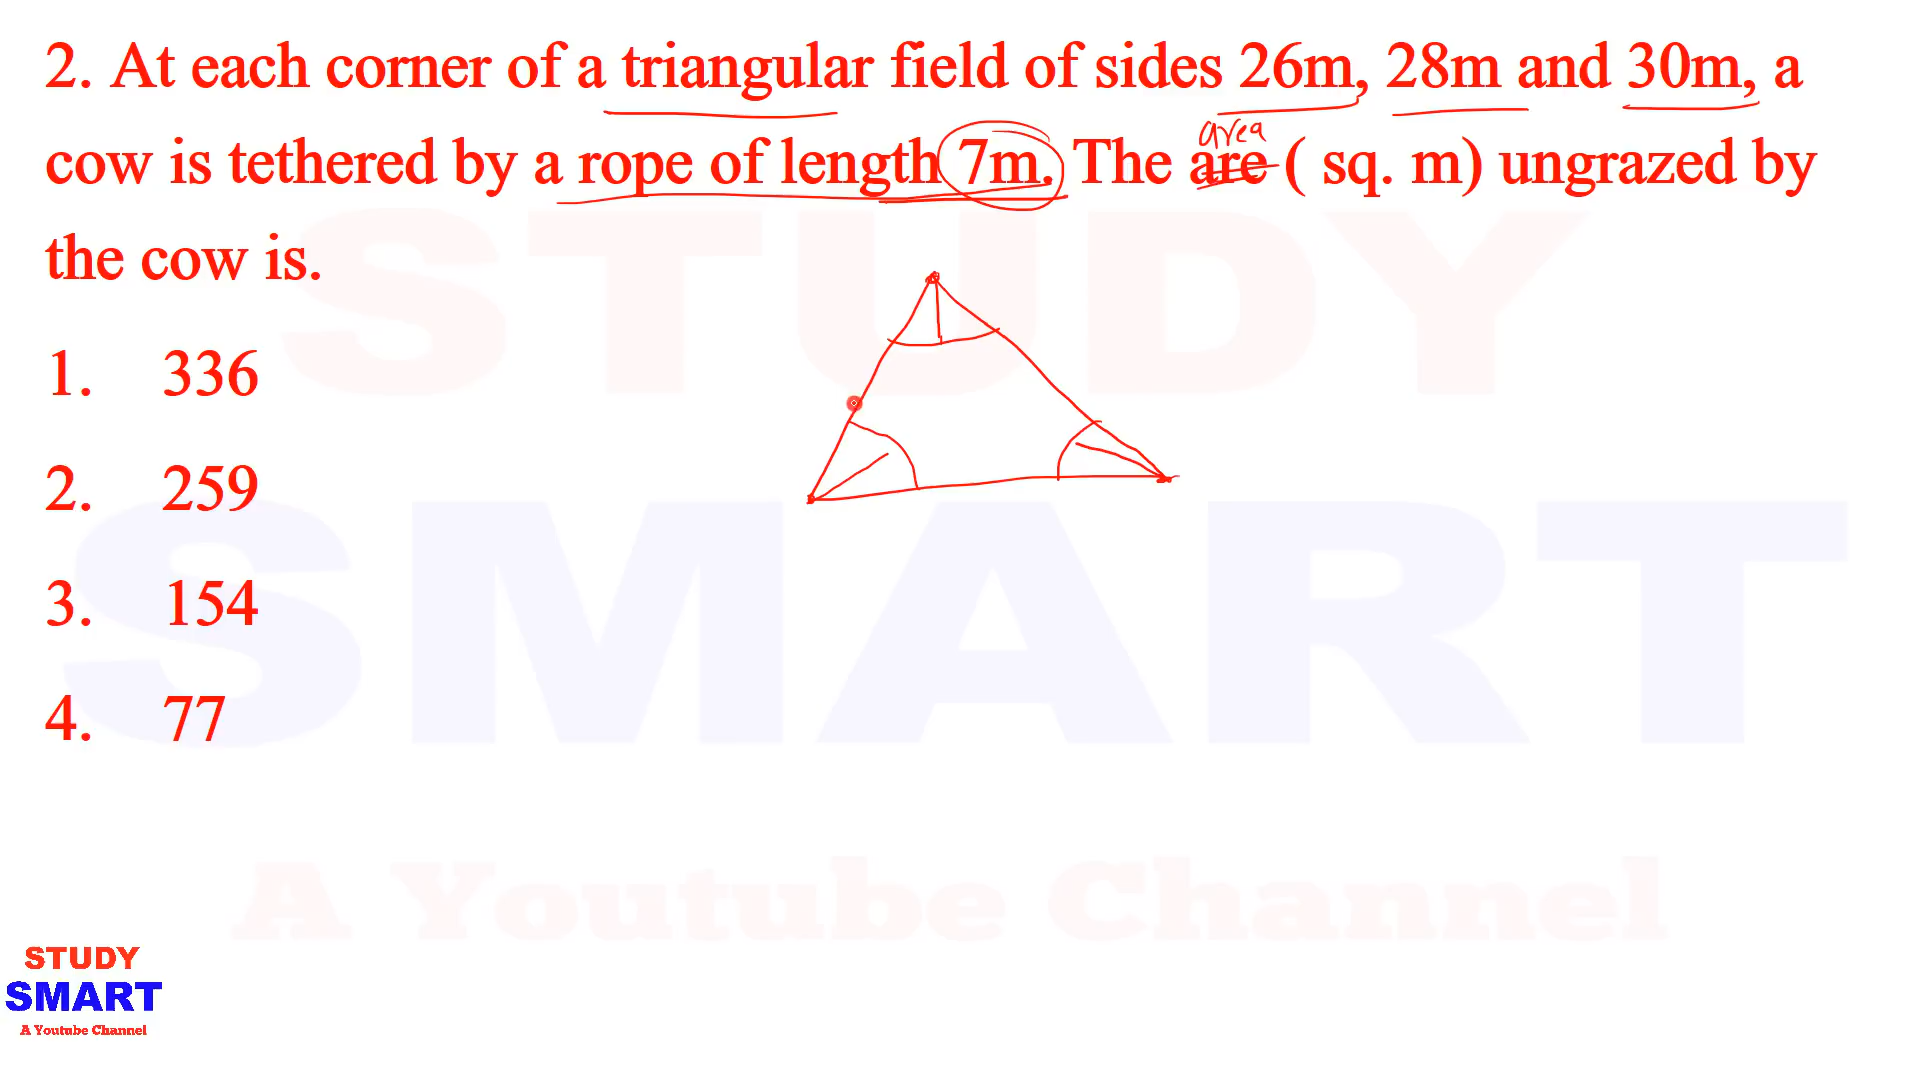 2. At each corner of a triangular field of sides 26m, 28m and 30m, a
area
cow is tethered by a rope of length 7m. The are ( sq. m) ungrazed by
the cow is.
1. 336
2. 259
3. 154
4. 77
STUDY
SMART
A Youtube Channel
STUDY
SMART
A Youtube Channel